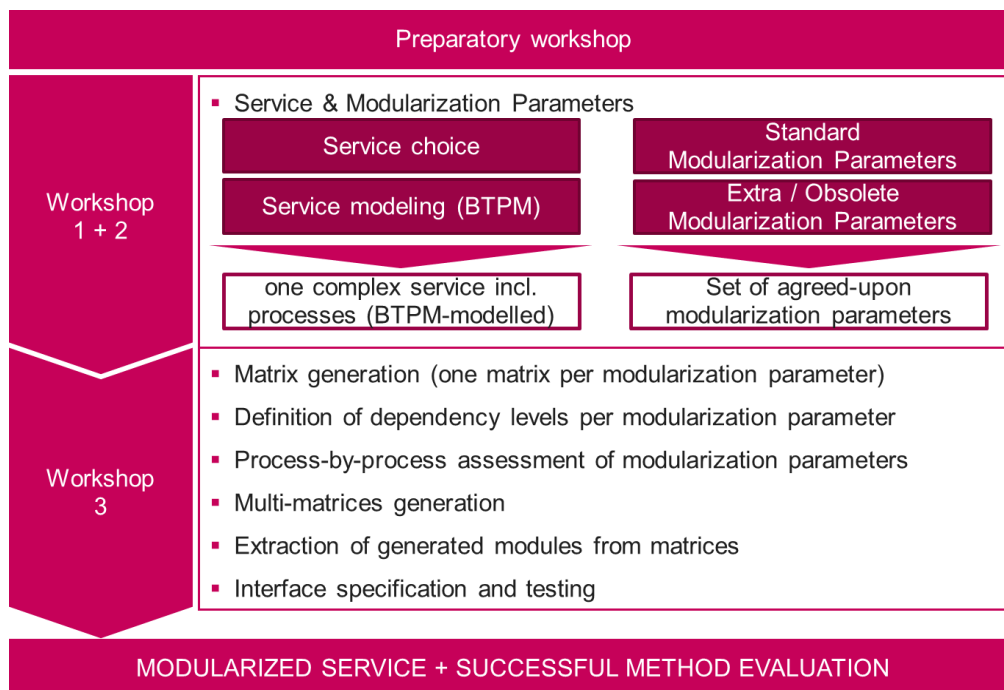 Preparatory workshop
Workshop
1 + 2
▪ Service & Modularization Parameters
Service choice
Service modeling (BTPM)
one complex service incl.
processes (BTPM-modelled)
Standard
Modularization Parameters
Extra / Obsolete
Modularization Parameters
Set of agreed-upon
modularization parameters
Workshop
3
▪ Matrix generation (one matrix per modularization parameter)
▪ Definition of dependency levels per modularization parameter
▪ Process-by-process assessment of modularization parameters
▪ Multi-matrices generation
▪ Extraction of generated modules from matrices
▪ Interface specification and testing
MODULARIZED SERVICE + SUCCESSFUL METHOD EVALUATION